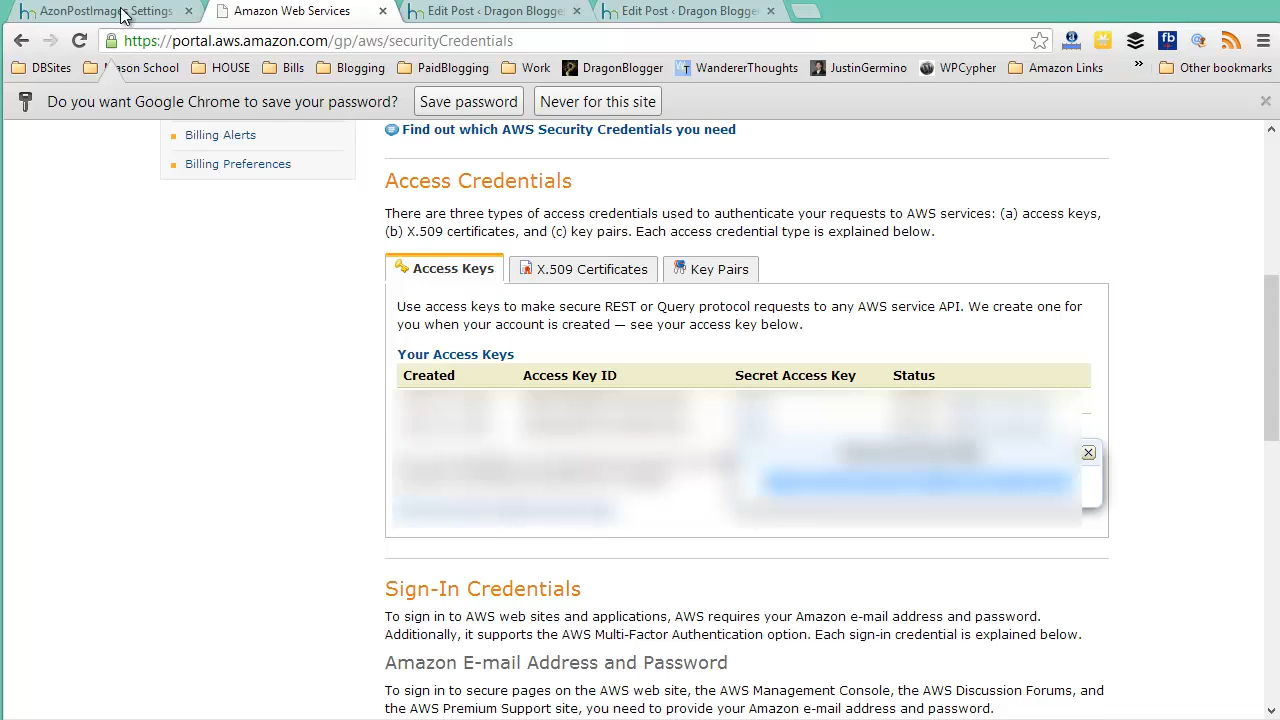 AzonPostImage Settings
Amazon Web Services
Edit Post ‹ Dragon Blogge
Edit Post ‹ Dragon Blogge
https://portal.aws.amazon.com/gp/aws/securityCredentials
DBSites
School
HOUSE
Bills
Blogging
PaidBlogging
Work
DragonBlogger
WandererThoughts
JustinGermino
WPCypher
Amazon Links
»
Other bookmarks
Do you want Google Chrome to save your password?
Save password
Never for this site
Billing Alerts
Billing Preferences
Find out which AWS Security Credentials you need
Access Credentials
There are three types of access credentials used to authenticate your requests to AWS services: (a) access keys,
(b) X.509 certificates, and (c) key pairs. Each access credential type is explained below.
Access Keys
X.509 Certificates
Key Pairs
Use access keys to make secure REST or Query protocol requests to any AWS service API. We create one for
you when your account is created — see your access key below.
Your Access Keys
Created
Access Key ID
Secret Access Key
Status
Sign-In Credentials
To sign in to AWS web sites and applications, AWS requires your Amazon e-mail address and password.
Additionally, it supports the AWS Multi-Factor Authentication option. Each sign-in credential is explained below.
Amazon E-mail Address and Password
To sign in to secure pages on the AWS web site, the AWS Management Console, the AWS Discussion Forums, and
the AWS Premium Support site, you need to provide your Amazon e-mail address and password.